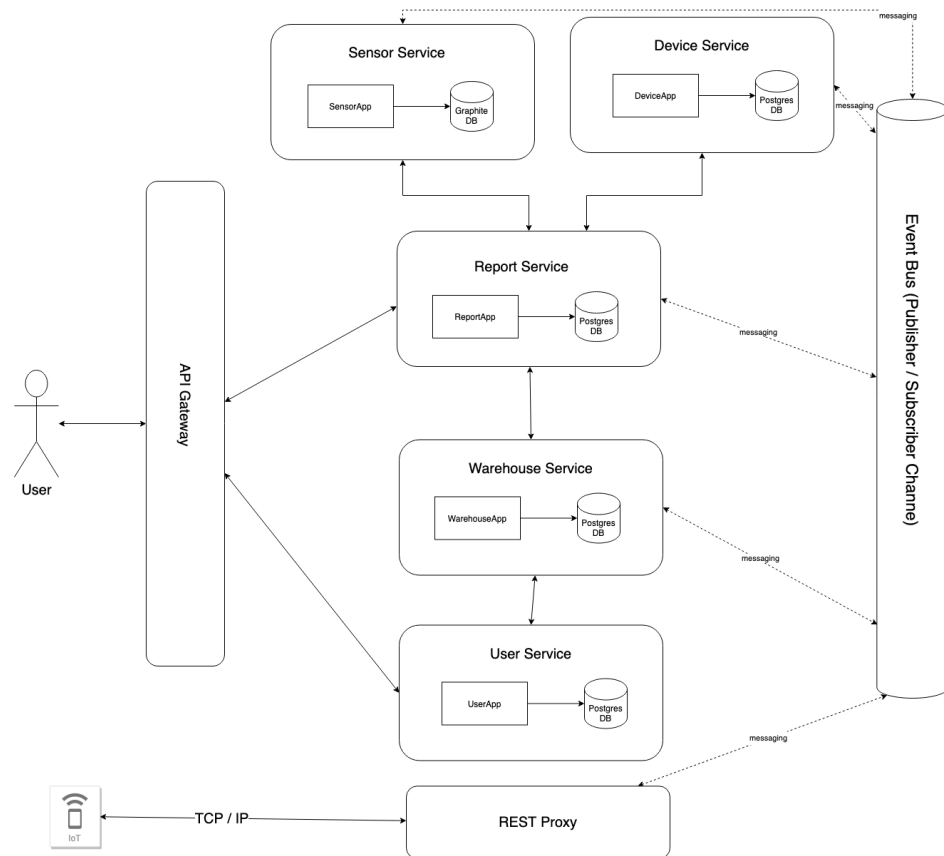 messaging
Sensor Service
SensorApp
Graphite
DB
Device Service
DeviceApp
Postgres
DB
messaging
Report Service
ReportApp
Postgres
DB
messaging
API Gateway
User
Event Bus (Publisher / Subscriber Channe)
Warehouse Service
WarehouseApp
Postgres
DB
messaging
User Service
UserApp
Postgres
DB
messaging
IoT
TCP / IP
REST Proxy